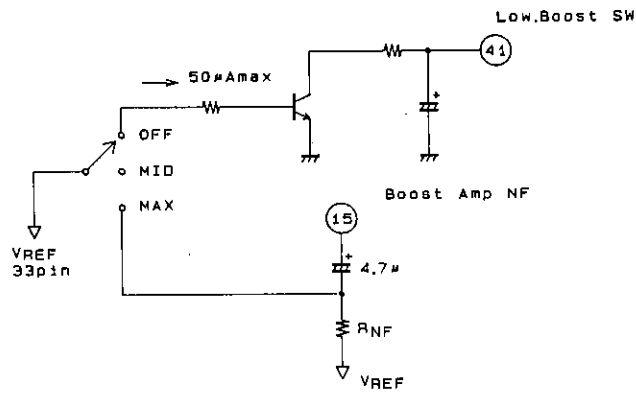 Low.Boost SW
41
50μAmax
OFF
MID
MAX
VREF
33pin
Boost Amp NF
15
4.7μ
RNF
VREF